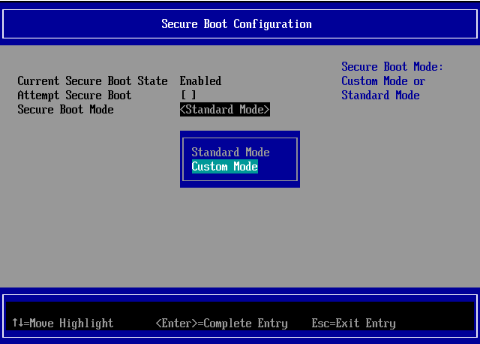 Secure Boot Configuration
Secure Boot Mode:
Current Secure Boot State Enabled Custom Mode or
Attempt Secure Boot [ ] Standard Mode
Secure Boot Mode <Standard Mode>
Standard Mode
Custom Mode
↑↓=Move Highlight <Enter>=Complete Entry Esc=Exit Entry